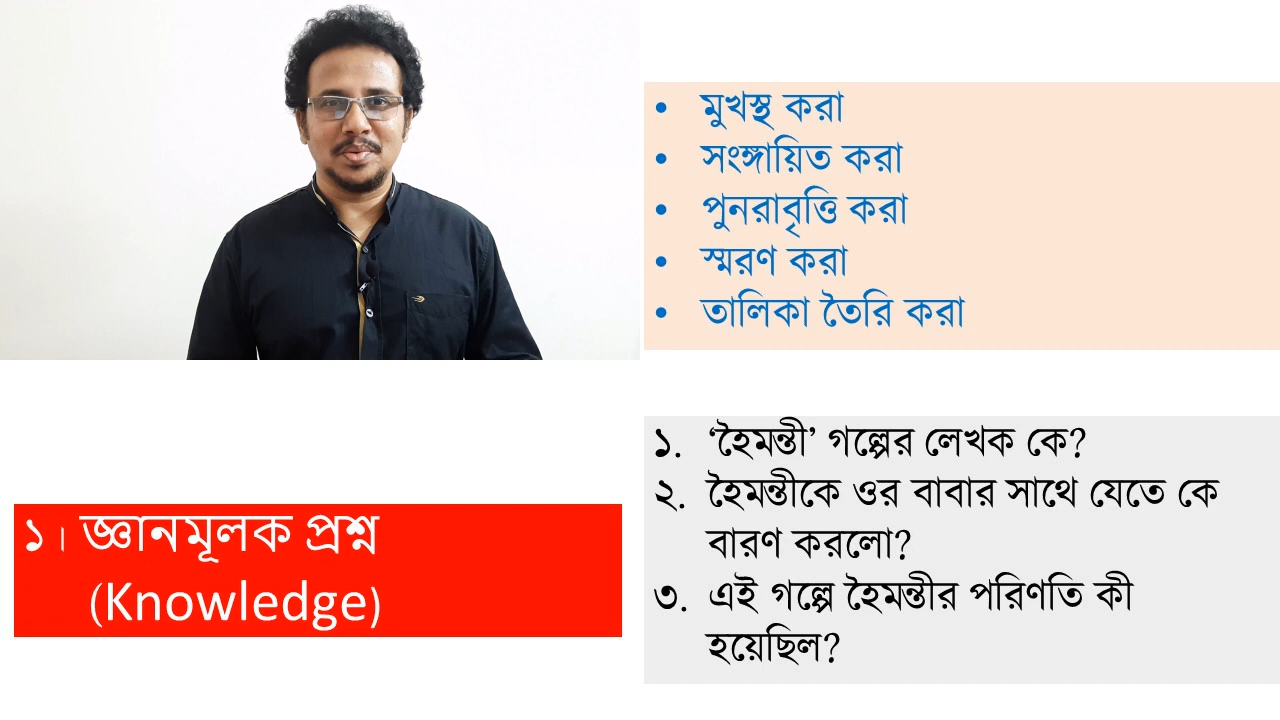 • মুখস্থ করা
• সংঙ্গায়িত করা
• পুনরাবৃত্তি করা
• স্মরণ করা
• তালিকা তৈরি করা
১। জ্ঞানমূলক প্রশ্ন
(Knowledge)
১. ‘হৈমন্তী’ গল্পের লেখক কে?
২. হৈমন্তীকে ওর বাবার সাথে যেতে কে
বারণ করলো?
৩. এই গল্পে হৈমন্তীর পরিণতি কী
হয়েছিল?